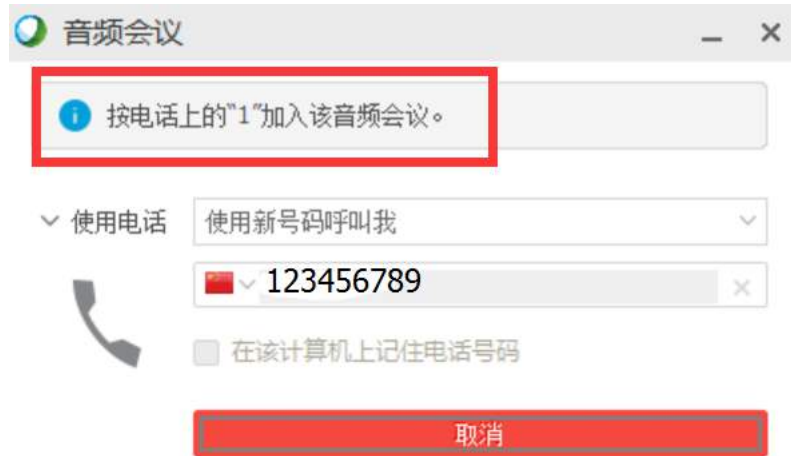 音频会议
按电话上的"1"加入该音频会议。
使用电话 使用新号码呼叫我
123456789
在该计算机上记住电话号码
取消